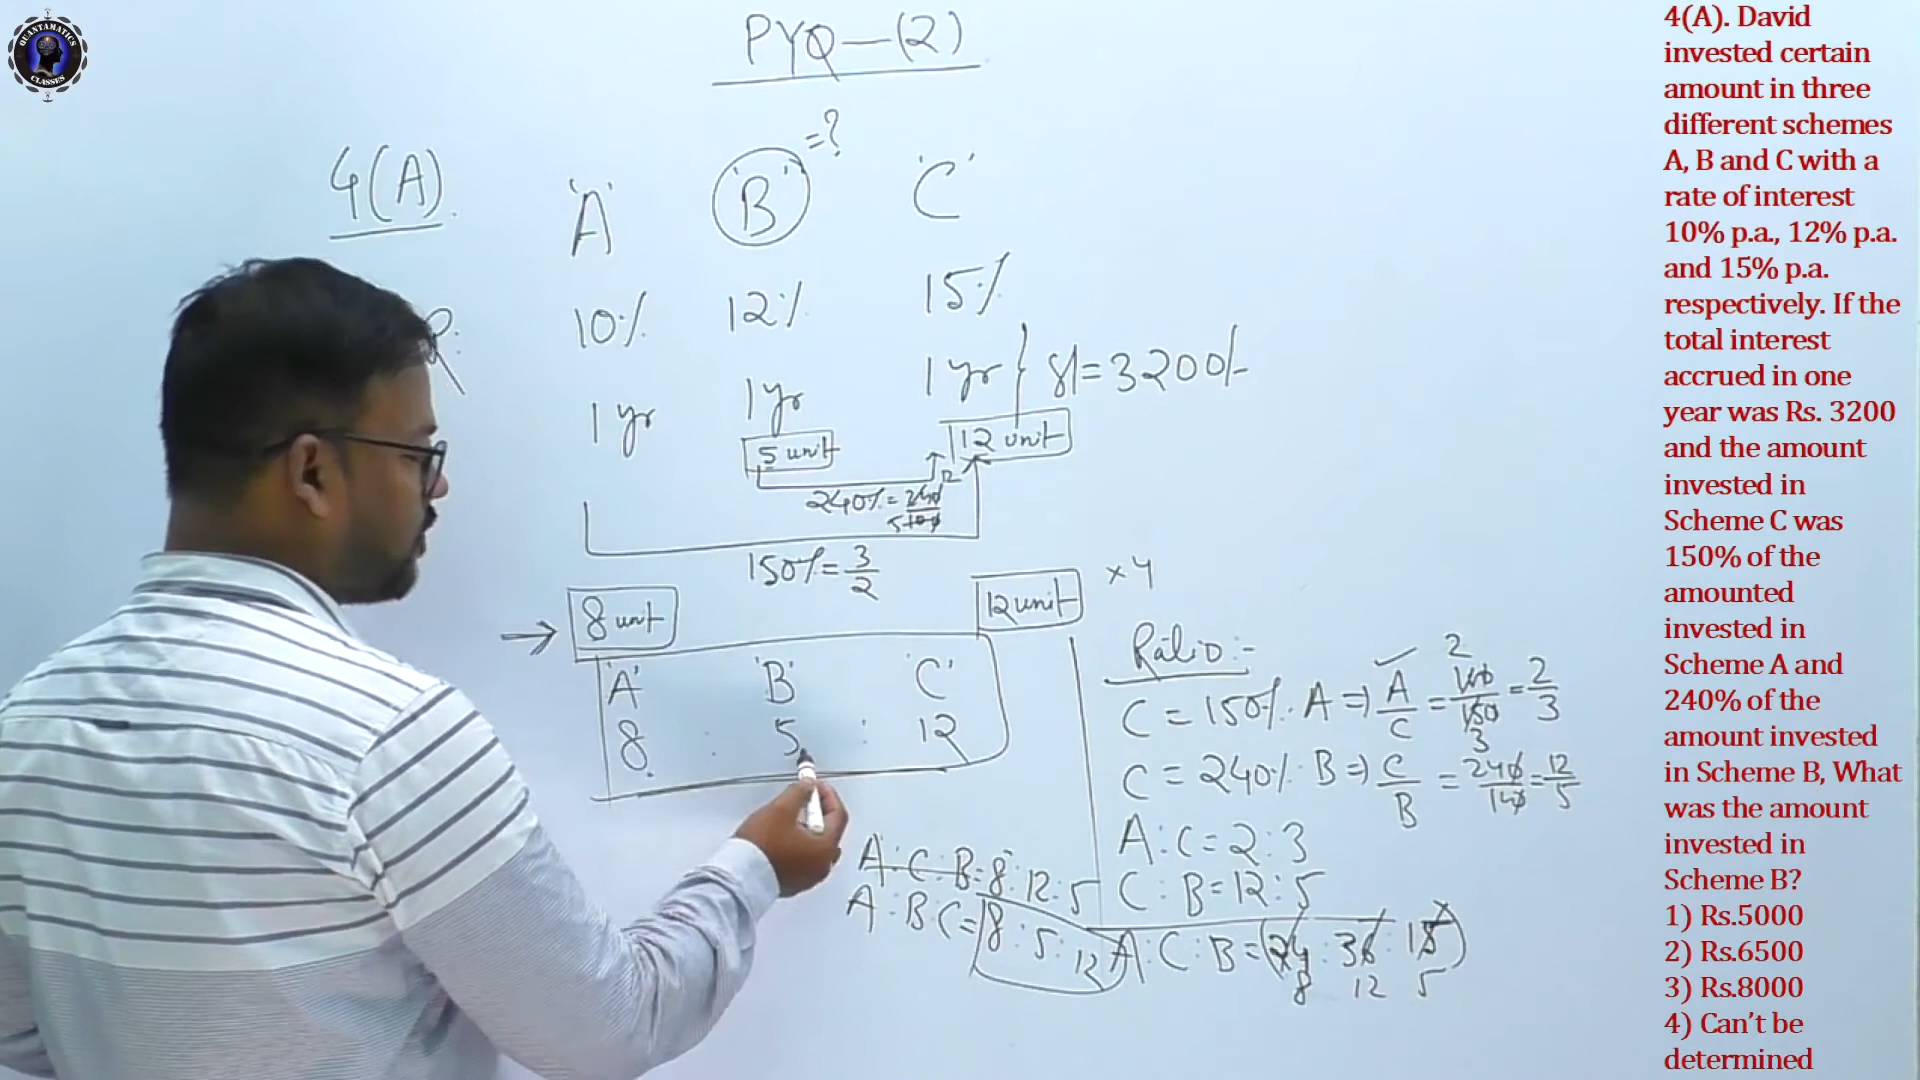 QUANTAMATICS
CLASSES
PYQ—(2)
4(A).
'A' 'B' =? 'C'
R:
10% 12% 15%
1 yr 1 yr 1 yr } SI=3200/-
5 unit 12 unit
240%=240/100
12
5
150%=3/2
8 unit 12 unit ×4
'A' 'B' 'C'
8 : 5 : 12
Ratio:-
C = 150% A ⇒ A/C = 100/150 = 2/3
2
3
C = 240% B ⇒ C/B = 240/100 = 12/5
A:C=2:3
C:B=12:5
A:C:B=(24:36:15)
8 12 5
A:C:B=8:12:5
A:B:C=8:5:12
4(A). David
invested certain
amount in three
different schemes
A, B and C with a
rate of interest
10% p.a., 12% p.a.
and 15% p.a.
respectively. If the
total interest
accrued in one
year was Rs. 3200
and the amount
invested in
Scheme C was
150% of the
amounted
invested in
Scheme A and
240% of the
amount invested
in Scheme B, What
was the amount
invested in
Scheme B?
1) Rs.5000
2) Rs.6500
3) Rs.8000
4) Can't be
determined